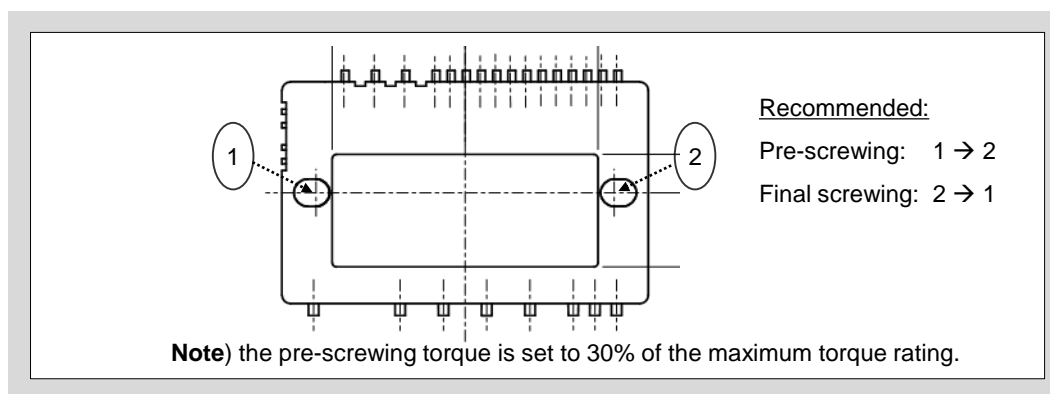 Recommended:
1
2
Pre-screwing: 1 → 2
Final screwing: 2 → 1
Note) the pre-screwing torque is set to 30% of the maximum torque rating.